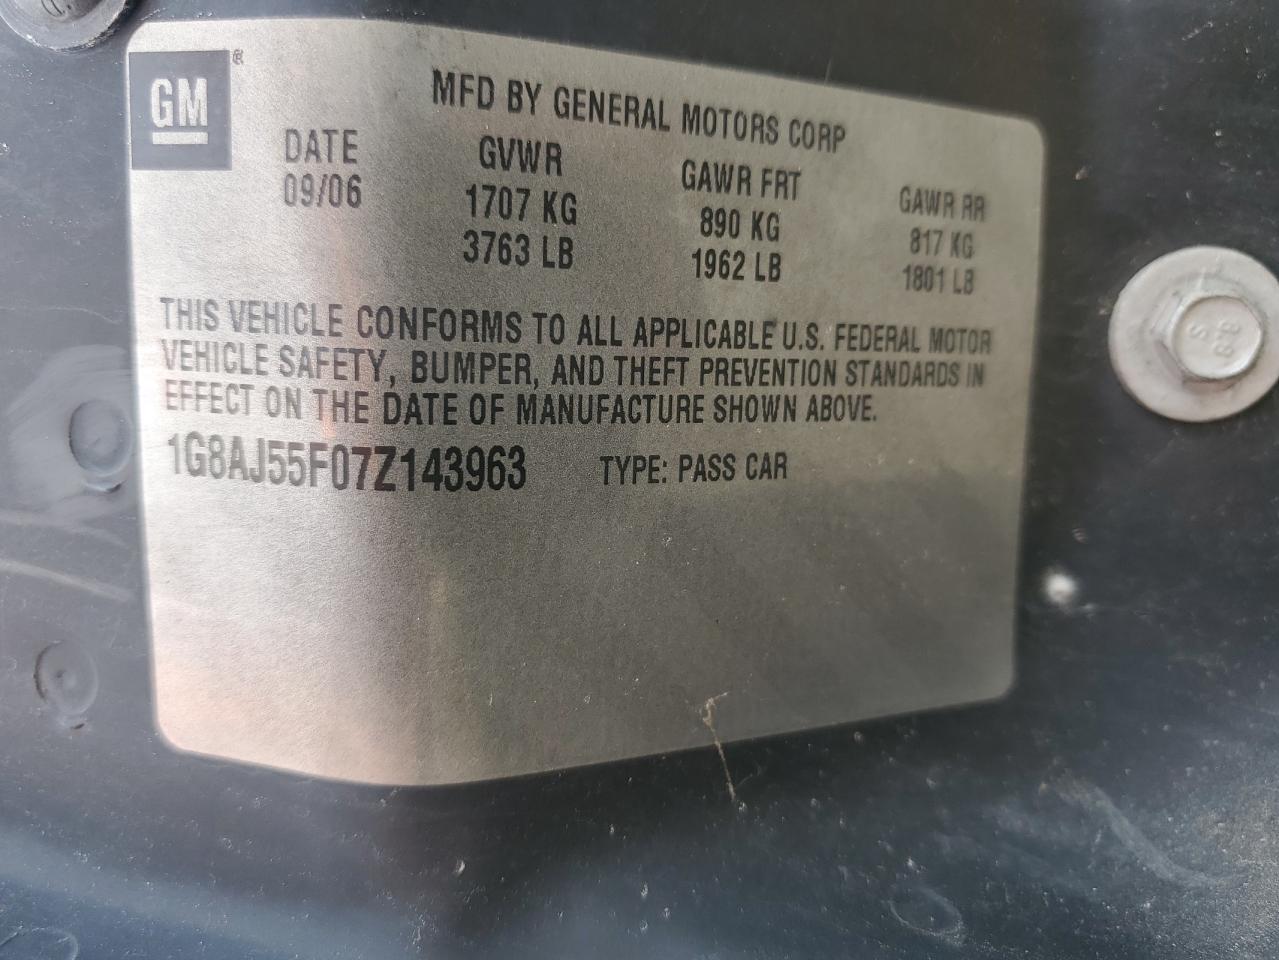 GM®
MFD BY GENERAL MOTORS CORP
DATE GVWR GAWR FRT GAWR RR
09/06 1707 KG 890 KG 817 KG
3763 LB 1962 LB 1801 LB
THIS VEHICLE CONFORMS TO ALL APPLICABLE U.S. FEDERAL MOTOR
VEHICLE SAFETY, BUMPER, AND THEFT PREVENTION STANDARDS IN
EFFECT ON THE DATE OF MANUFACTURE SHOWN ABOVE.
1G8AJ55F07Z143963 TYPE: PASS CAR